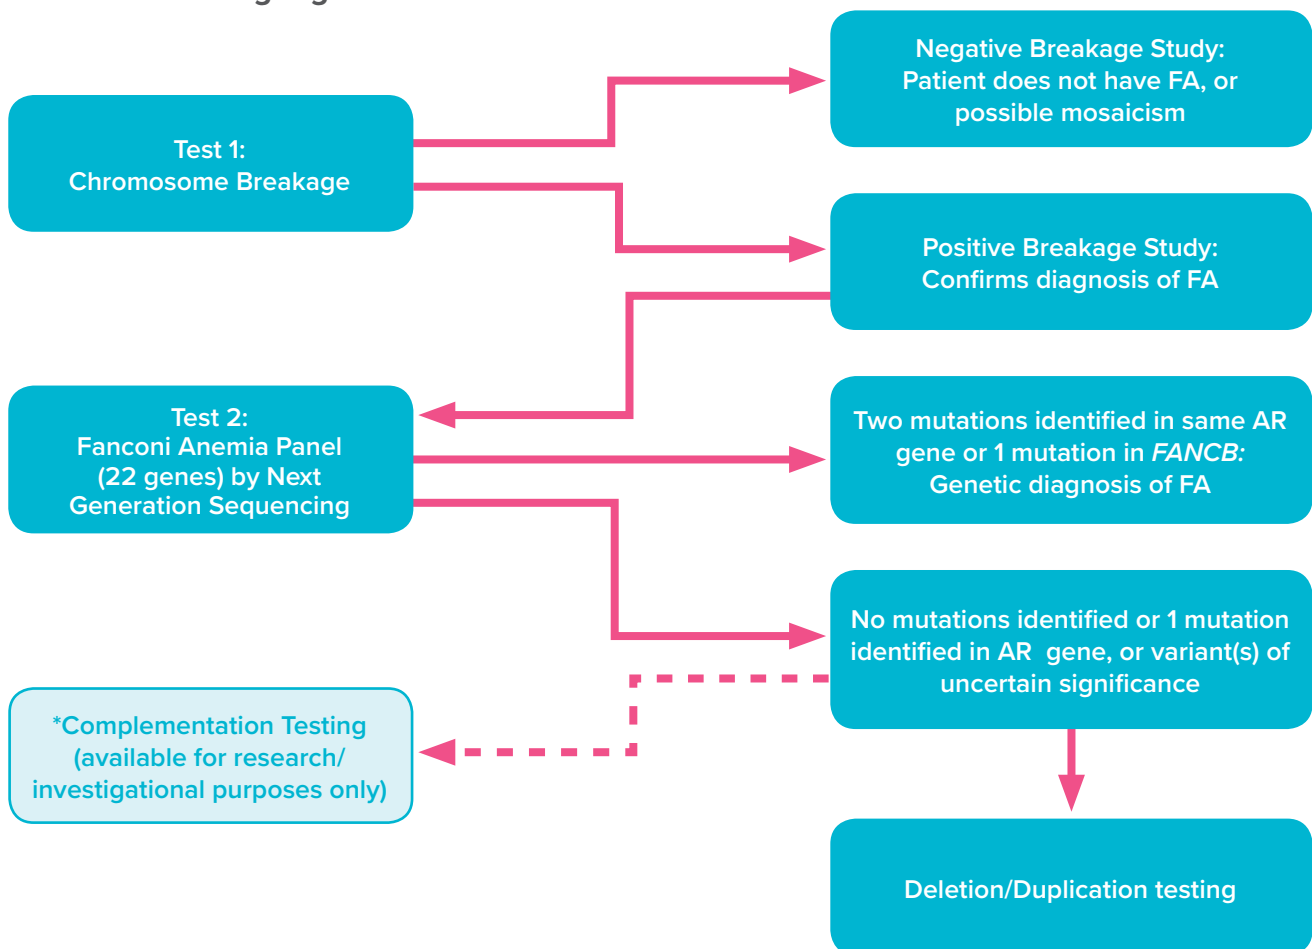 Test 1:
Chromosome Breakage
Negative Breakage Study:
Patient does not have FA, or
possible mosaicism
Positive Breakage Study:
Confirms diagnosis of FA
Test 2:
Fanconi Anemia Panel
(22 genes) by Next
Generation Sequencing
Two mutations identified in same AR
gene or 1 mutation in FANCB:
Genetic diagnosis of FA
No mutations identified or 1 mutation
identified in AR gene, or variant(s) of
uncertain significance
*Complementation Testing
(available for research/
investigational purposes only)
Deletion/Duplication testing